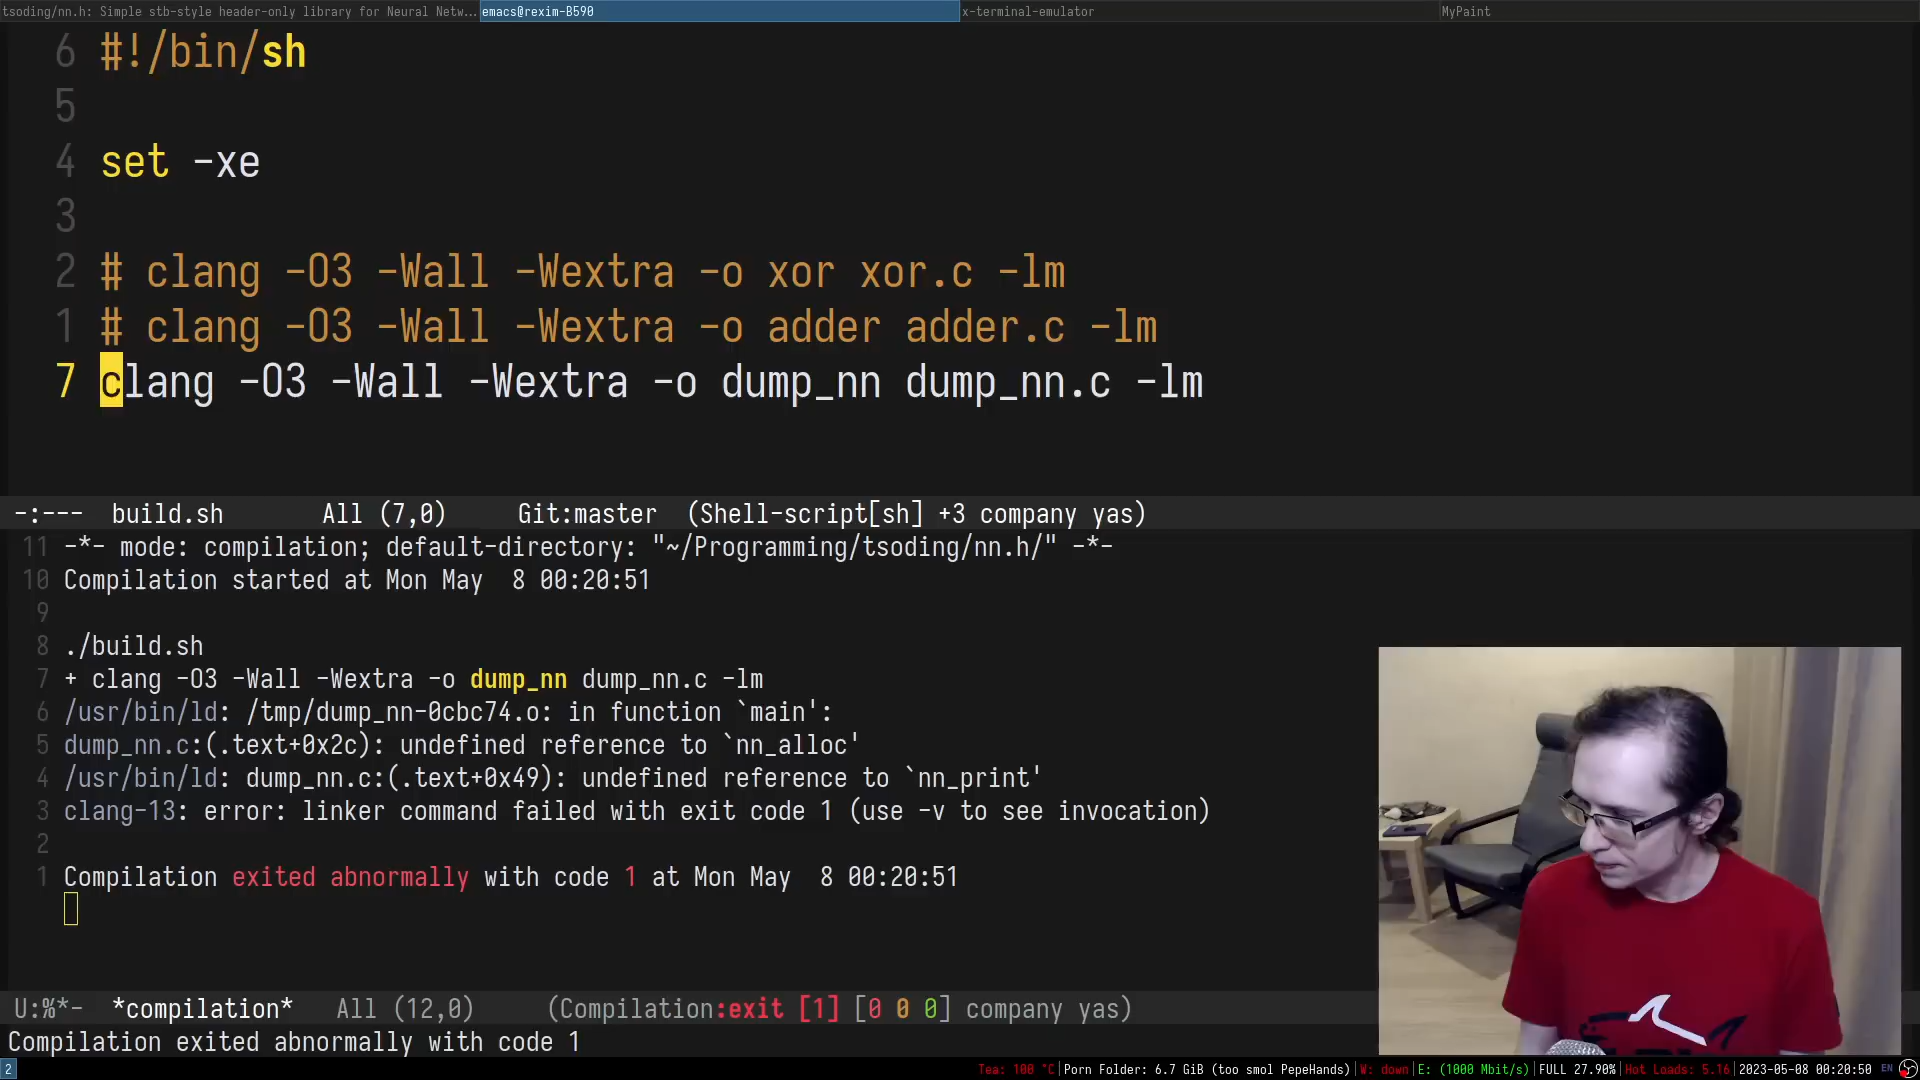 tsoding/nn.h: Simple stb-style header-only library for Neural Netw... emacs@rexim-B590 x-terminal-emulator MyPaint
6 #!/bin/sh
5
4 set -xe
3
2 # clang -O3 -Wall -Wextra -o xor xor.c -lm
1 # clang -O3 -Wall -Wextra -o adder adder.c -lm
7 clang -O3 -Wall -Wextra -o dump_nn dump_nn.c -lm
-:--- build.sh All (7,0) Git:master (Shell-script[sh] +3 company yas)
11 -*- mode: compilation; default-directory: "~/Programming/tsoding/nn.h/" -*-
10 Compilation started at Mon May 8 00:20:51
9
8 ./build.sh
7 + clang -O3 -Wall -Wextra -o dump_nn dump_nn.c -lm
6 /usr/bin/ld: /tmp/dump_nn-0cbc74.o: in function `main':
5 dump_nn.c:(.text+0x2c): undefined reference to `nn_alloc'
4 /usr/bin/ld: dump_nn.c:(.text+0x49): undefined reference to `nn_print'
3 clang-13: error: linker command failed with exit code 1 (use -v to see invocation)
2
1 Compilation exited abnormally with code 1 at Mon May 8 00:20:51
U:%*- *compilation* All (12,0) (Compilation:exit [1] [0 0 0] company yas)
Compilation exited abnormally with code 1
2 Tea: 100 °C|Porn Folder: 6.7 GiB (too smol PepeHands)|W: down|E: (1000 Mbit/s)|FULL 27.90%|Hot Loads: 5.16|2023-05-08 00:20:50 EN